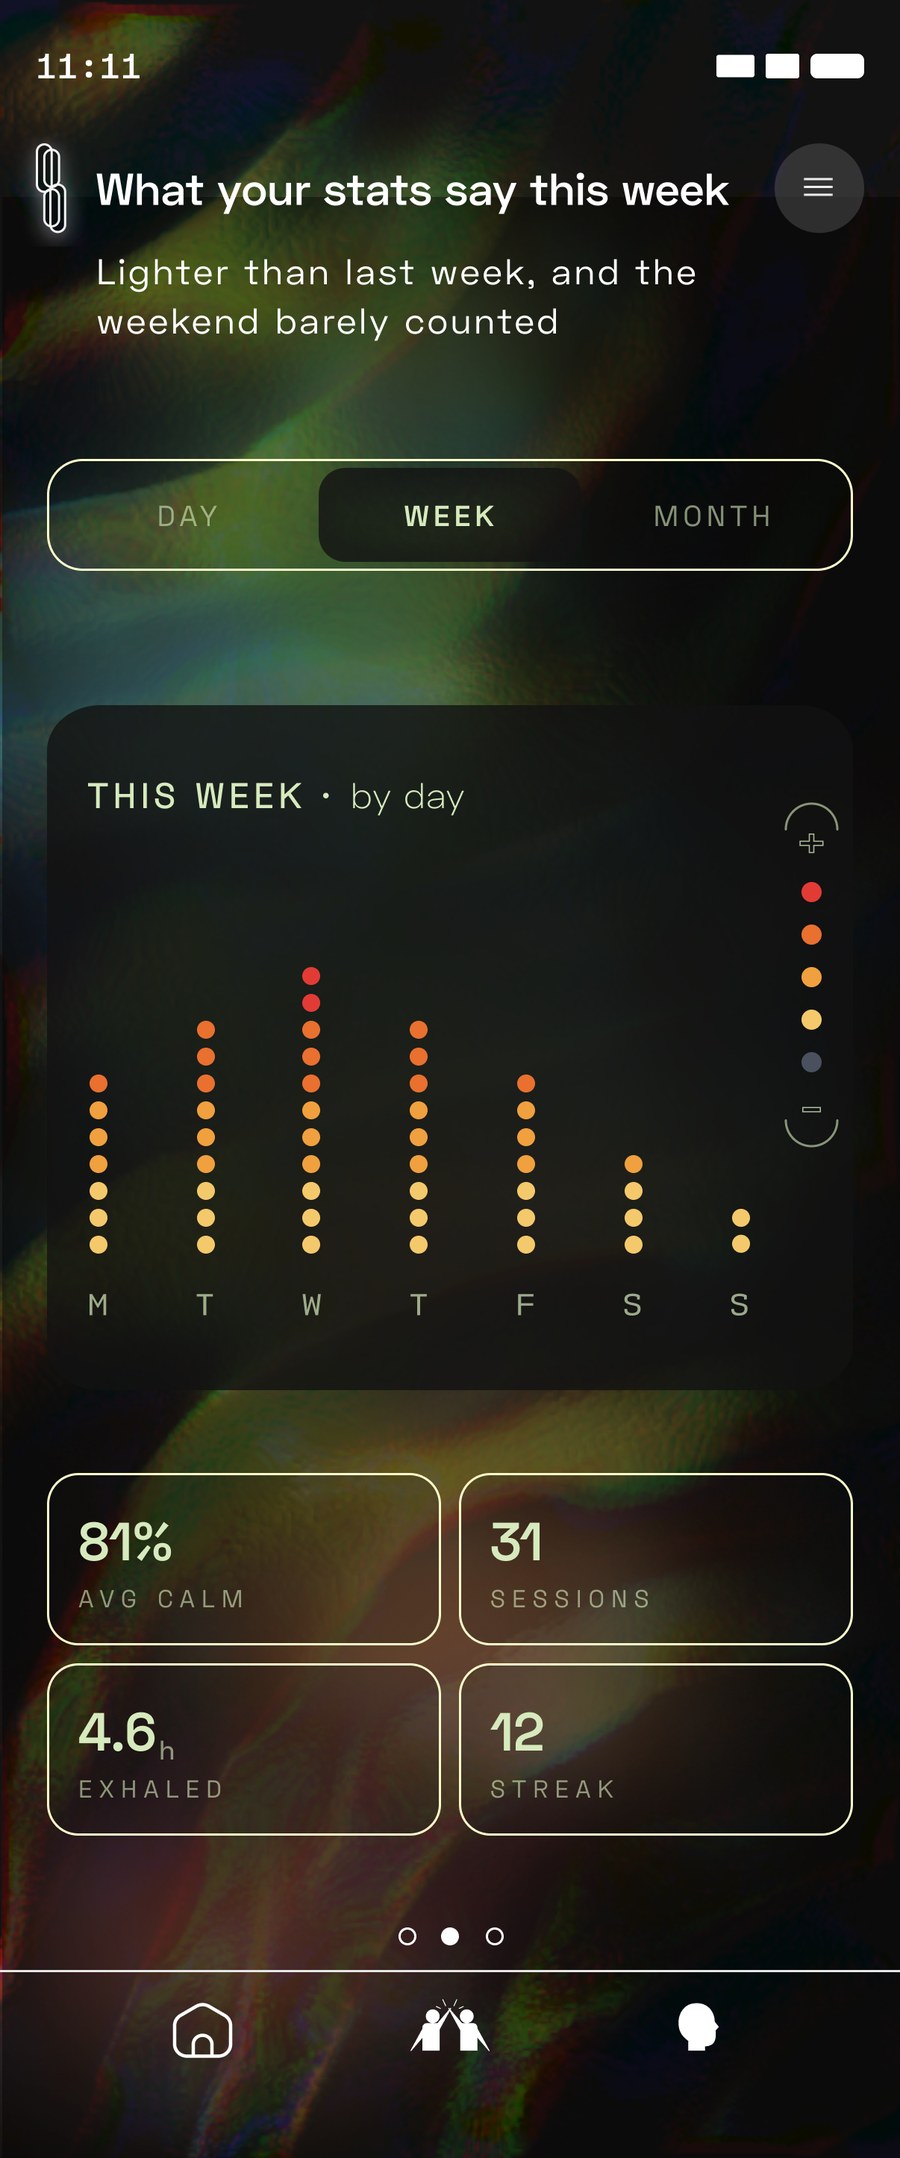 11:11
What your stats say this week
Lighter than last week, and the
weekend barely counted
DAY WEEK MONTH
THIS WEEK · by day
M T W T F S S
81%
AVG CALM
31
SESSIONS
4.6h
EXHALED
12
STREAK